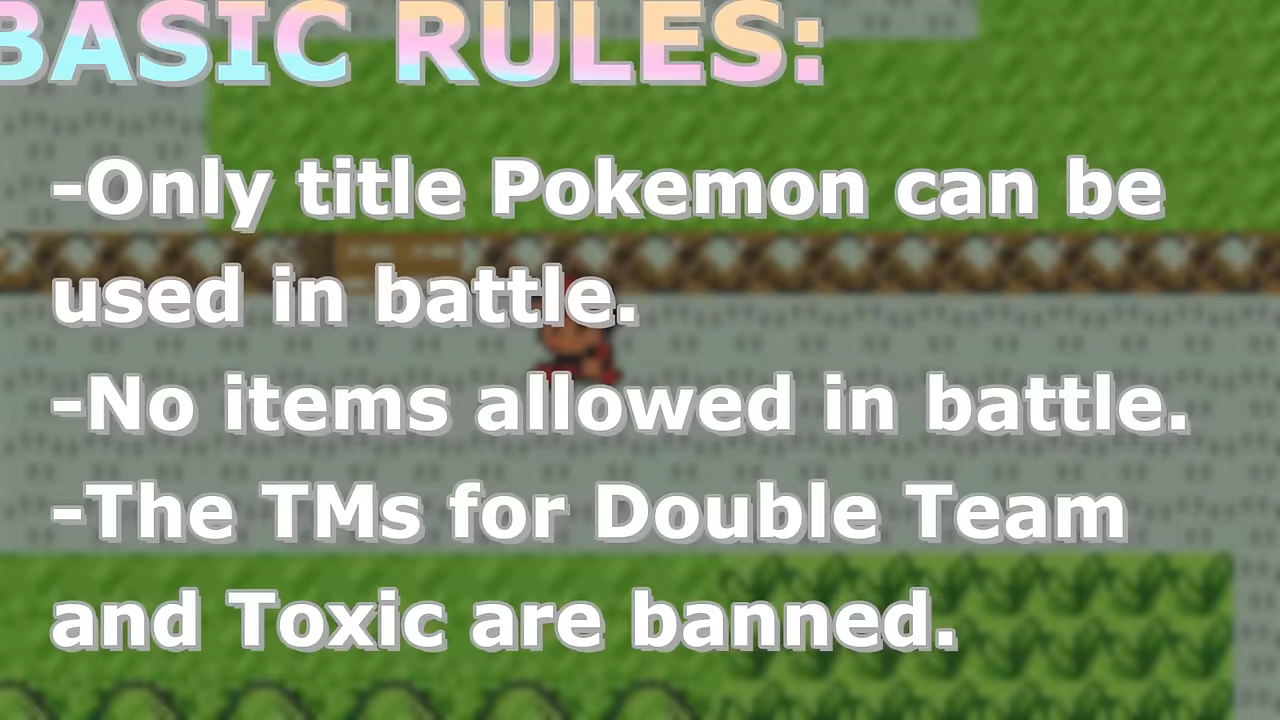 BASIC RULES:
-Only title Pokemon can be
used in battle.
-No items allowed in battle.
-The TMs for Double Team
and Toxic are banned.